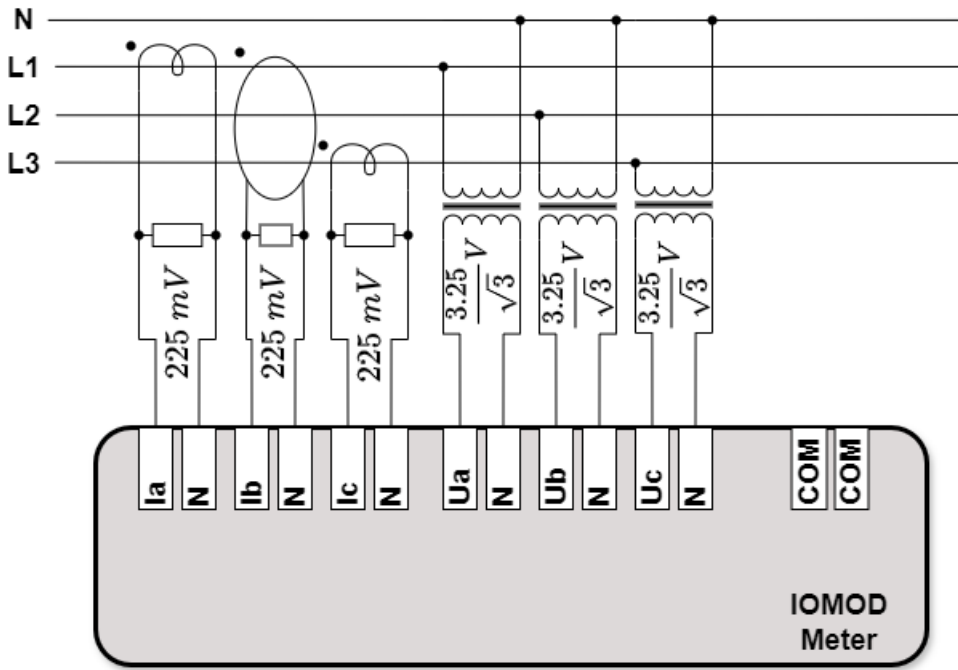 N
L1
L2
L3
225 mV
225 mV
225 mV
3.25/√3 V
3.25/√3 V
3.25/√3 V
Ia
N
Ib
N
Ic
N
Ua
N
Ub
N
Uc
N
COM
COM
IOMOD
Meter